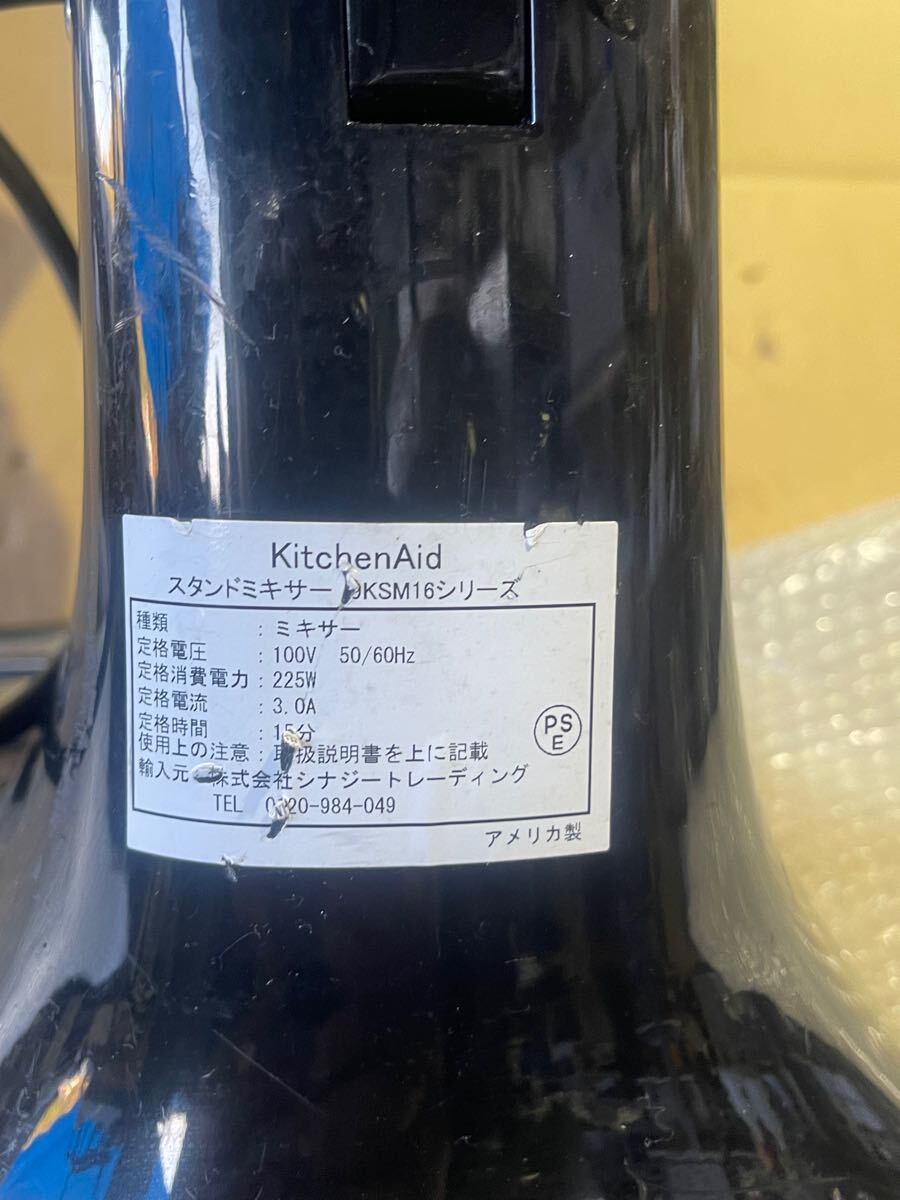 KitchenAid
スタンドミキサー 9KSM16シリーズ
種類 : ミキサー
定格電圧 : 100V 50/60Hz
定格消費電力 : 225W
定格電流 : 3.0A
定格時間 : 15分
使用上の注意 : 取扱説明書を上に記載
輸入元 株式会社シナジートレーディング
TEL 0120-984-049
PS
E
アメリカ製